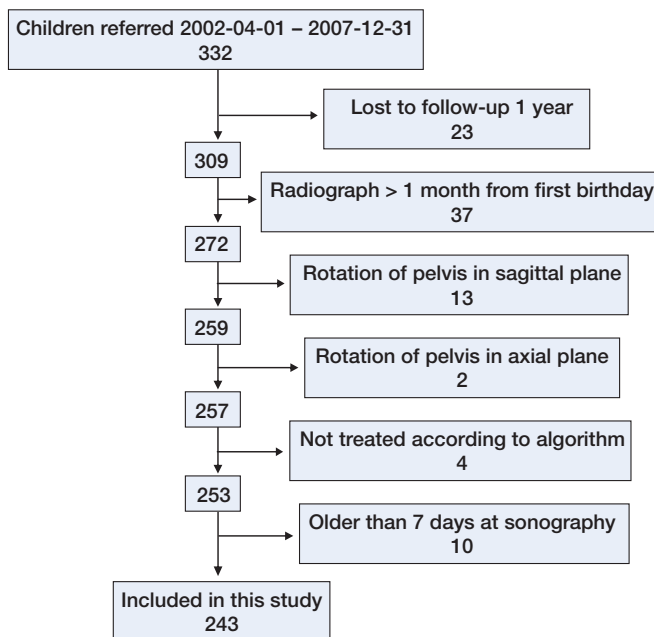 Children referred 2002-04-01 – 2007-12-31
332
Lost to follow-up 1 year
23
309
Radiograph > 1 month from first birthday
37
272
Rotation of pelvis in sagittal plane
13
259
Rotation of pelvis in axial plane
2
257
Not treated according to algorithm
4
253
Older than 7 days at sonography
10
Included in this study
243